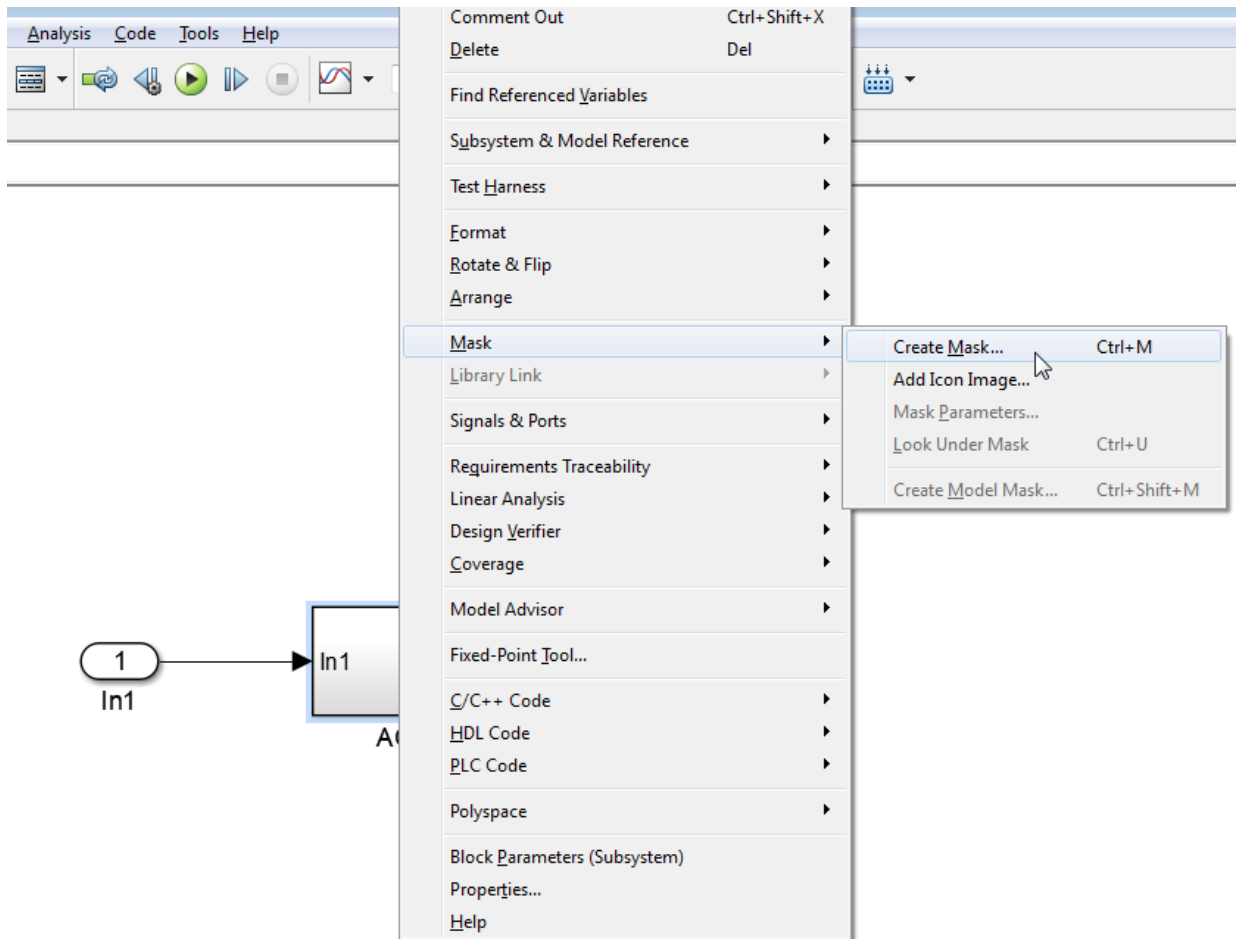 Analysis Code Tools Help
Comment Out Ctrl+Shift+X
Delete Del
Find Referenced Variables
Subsystem & Model Reference
Test Harness
Format
Rotate & Flip
Arrange
Mask
Library Link
Signals & Ports
Requirements Traceability
Linear Analysis
Design Verifier
Coverage
Model Advisor
Fixed-Point Tool...
C/C++ Code
HDL Code
PLC Code
Polyspace
Block Parameters (Subsystem)
Properties...
Help
Create Mask... Ctrl+M
Add Icon Image...
Mask Parameters...
Look Under Mask Ctrl+U
Create Model Mask... Ctrl+Shift+M
1
In1
In1